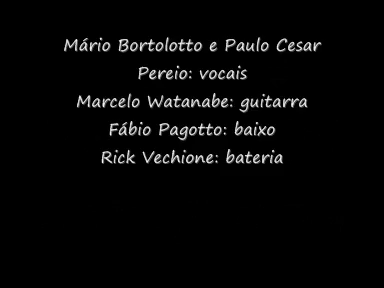 Mário Bortolotto e Paulo Cesar
Pereio: vocais
Marcelo Watanabe: guitarra
Fábio Pagotto: baixo
Rick Vechione: bateria